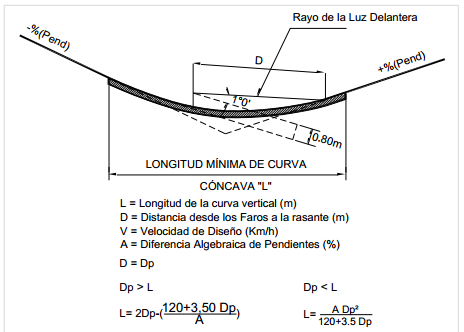 Rayo de la Luz Delantera
-%(Pend)
D
+%(Pend)
1°0'
0.80m
LONGITUD MÍNIMA DE CURVA
CÓNCAVA "L"
L = Longitud de la curva vertical (m)
D = Distancia desde los Faros a la rasante (m)
V = Velocidad de Diseño (Km/h)
A = Diferencia Algebraica de Pendientes (%)
D = Dp
Dp > L
Dp < L
L= 2Dp-(120+3,50 Dp/A)
L= A Dp²/120+3.5 Dp